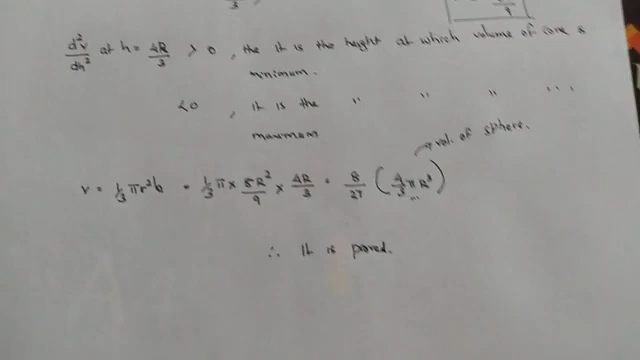 3
9
d²v/dh² at h = 4R/3 > 0, the it is the height at which volume of cone is
minimum.
<0, it is the " " " ...
maximum
→ vol. of sphere.
v = 1/3 πr²h = 1/3 π × 8R²/9 × 4R/3 = 8/27 (4/3 πR³)
∴ It is proved.